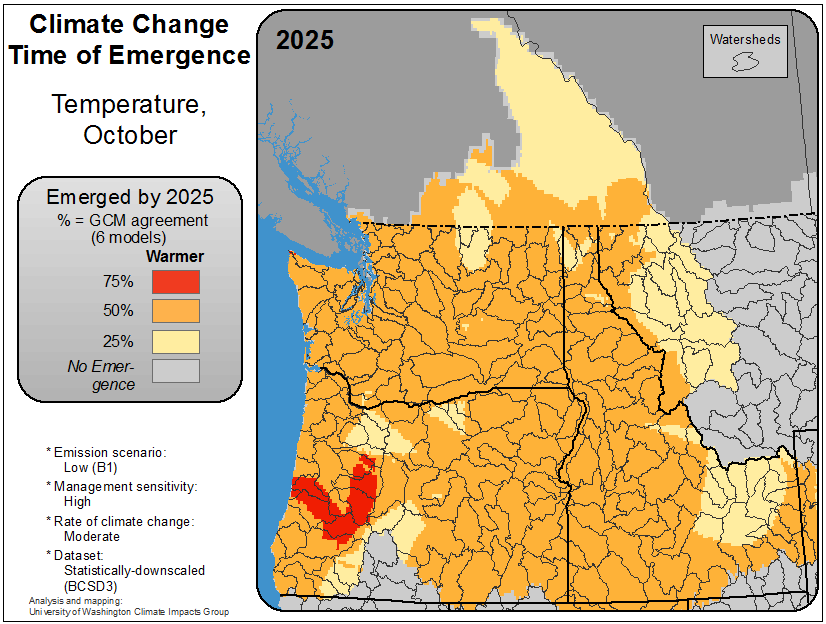 Climate Change
Time of Emergence
Temperature,
October
Emerged by 2025
% = GCM agreement
(6 models)
Warmer
75%
50%
25%
No Emer-
gence
* Emission scenario:
Low (B1)
* Management sensitivity:
High
* Rate of climate change:
Moderate
* Dataset:
Statistically-downscaled
(BCSD3)
Analysis and mapping:
University of Washington Climate Impacts Group
2025
Watersheds